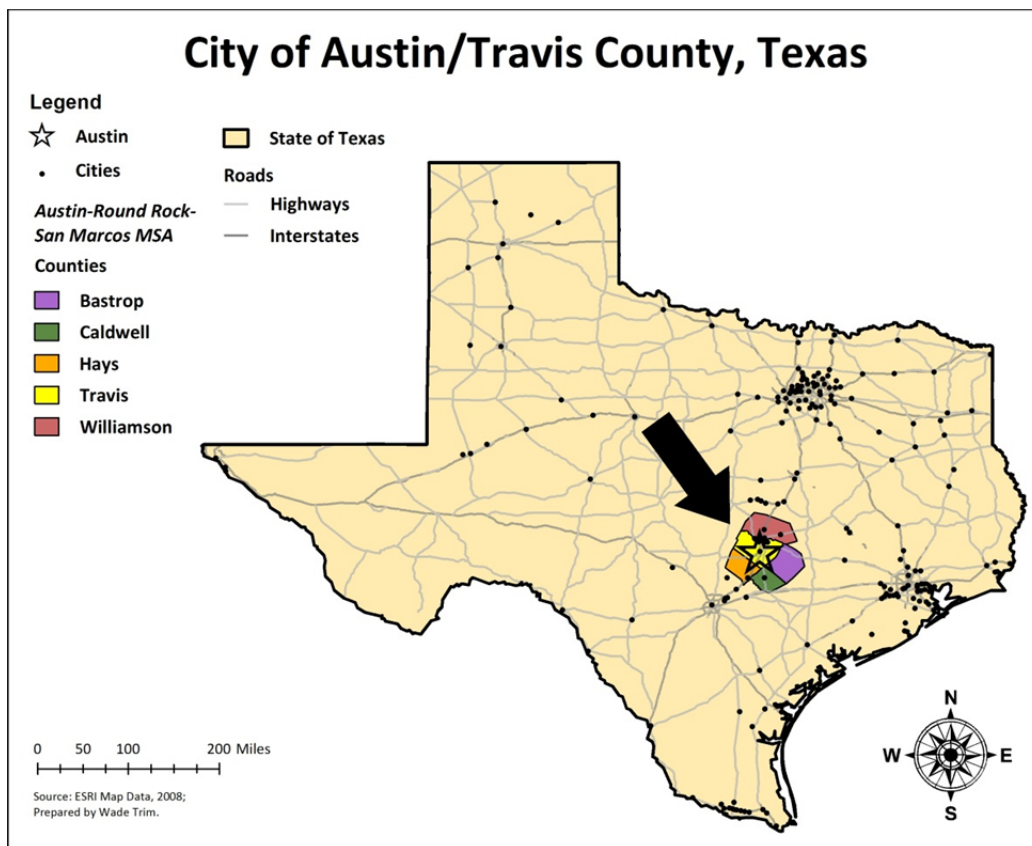 City of Austin/Travis County, Texas
Legend
Austin
Cities
Austin-Round Rock-
San Marcos MSA
Counties
Bastrop
Caldwell
Hays
Travis
Williamson
State of Texas
Roads
Highways
Interstates
0 50 100 200 Miles
Source: ESRI Map Data, 2008;
Prepared by Wade Trim.
N
W E
S